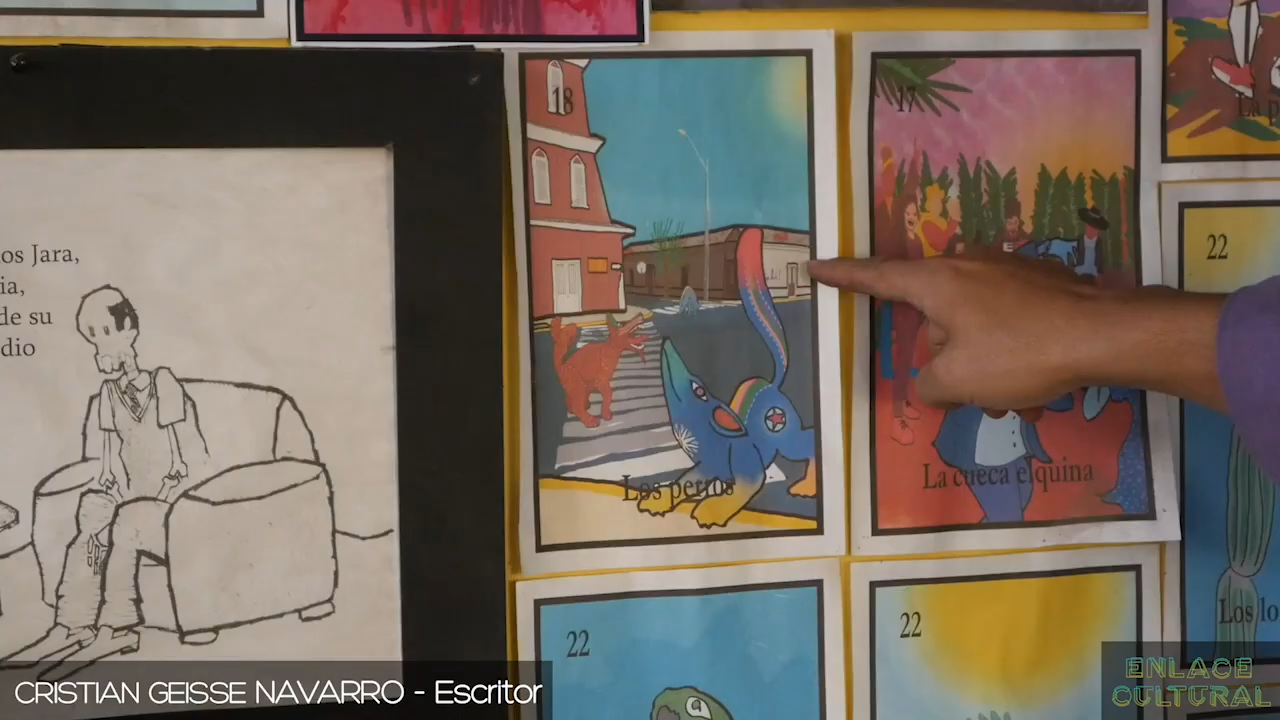 os Jara,
ia,
de su
dio
18
Los perros
17
La cueca elquina
La p
22
Los lo
22
22
CRISTIAN GEISSE NAVARRO - Escritor
ENLACE
CULTURAL